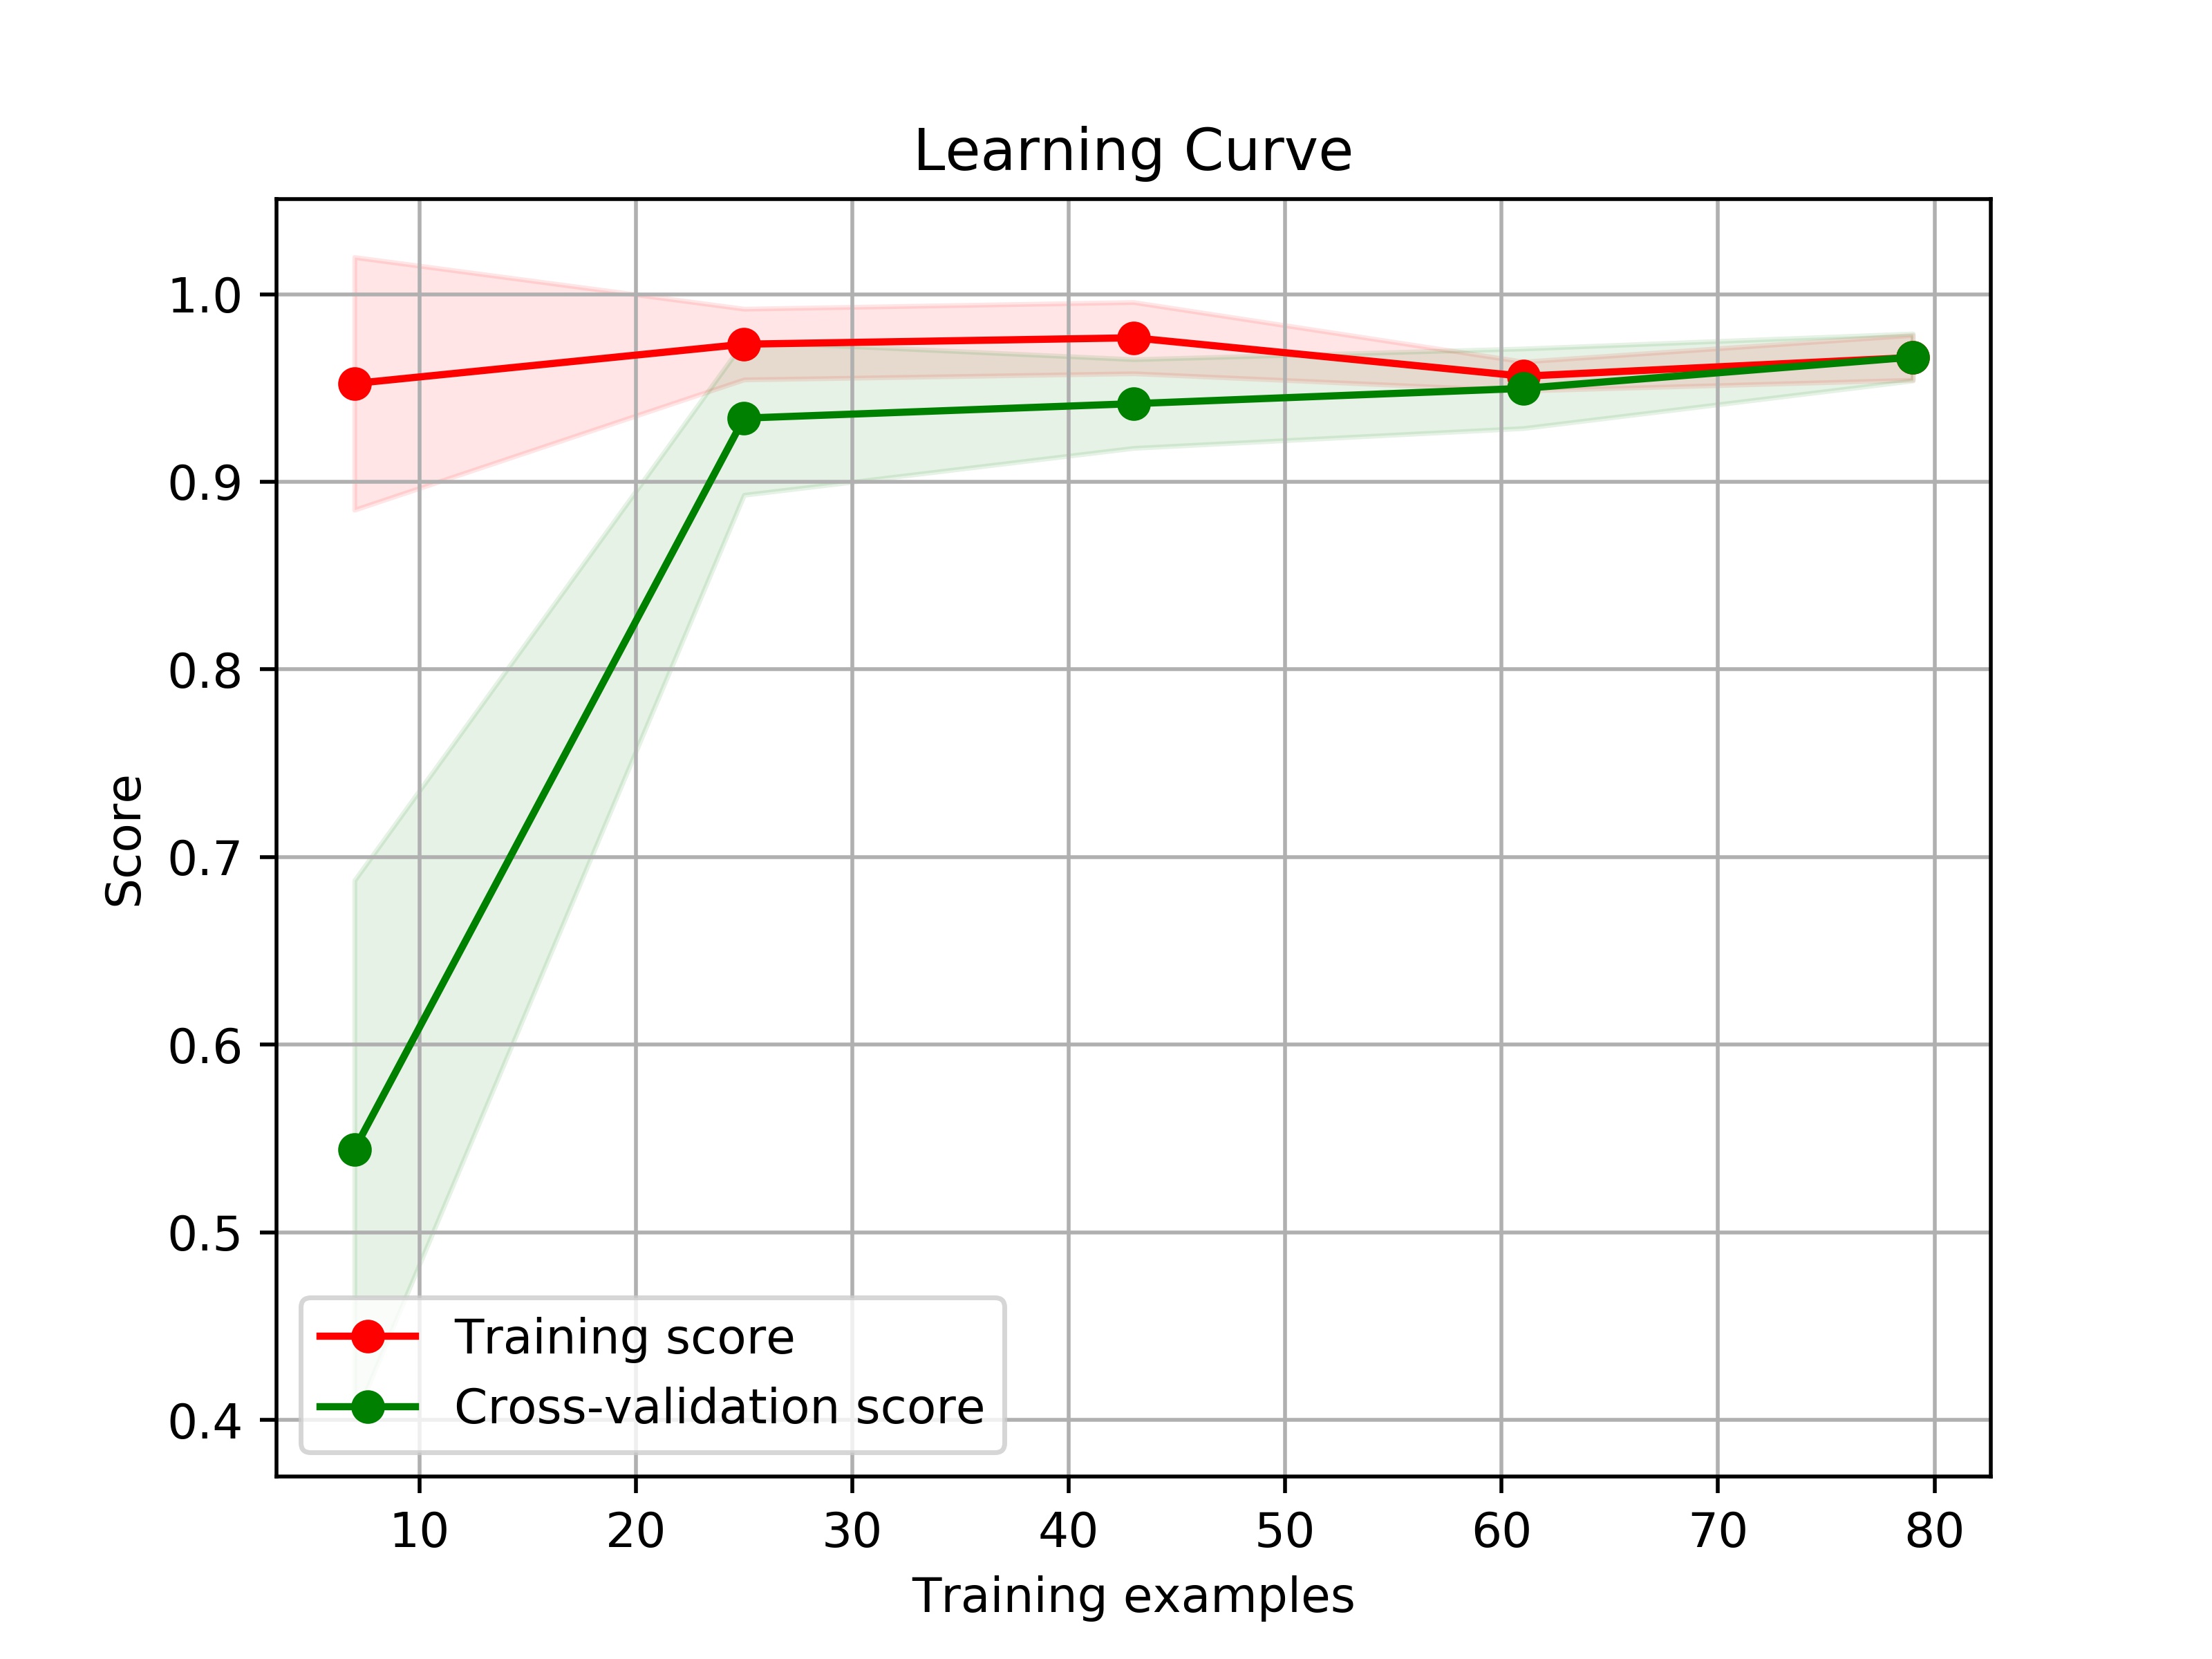 Learning Curve
1.0
0.9
0.8
0.7
0.6
0.5
0.4
Score
Training score
Cross-validation score
10 20 30 40 50 60 70 80
Training examples